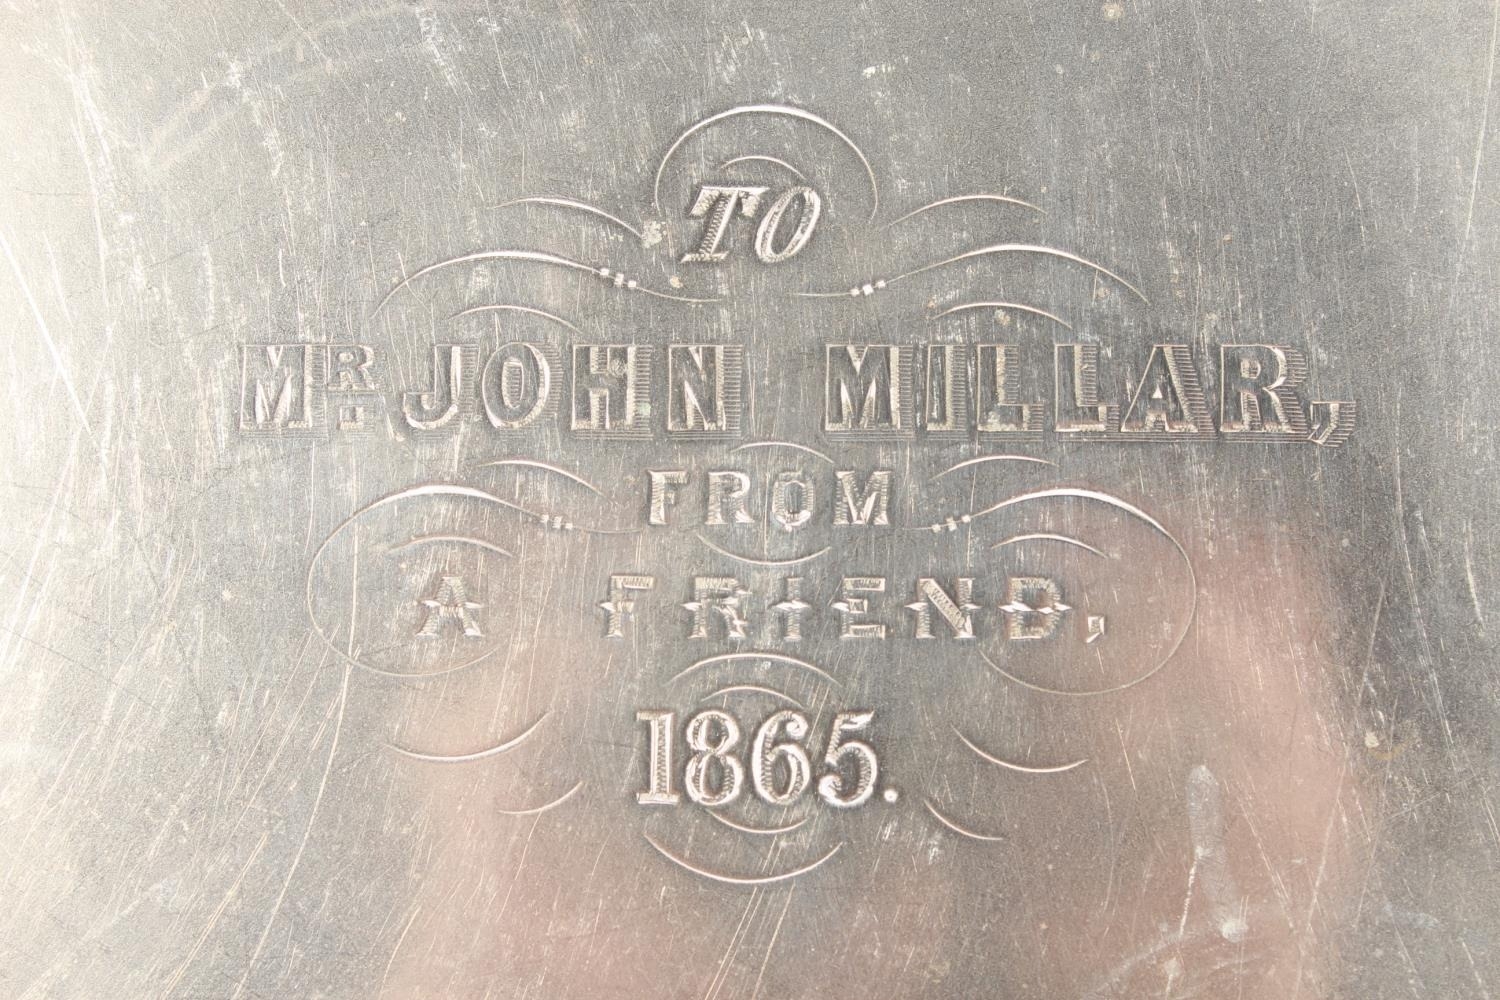 TO
MR. JOHN MILLAR,
FROM
A FRIEND,
1865.